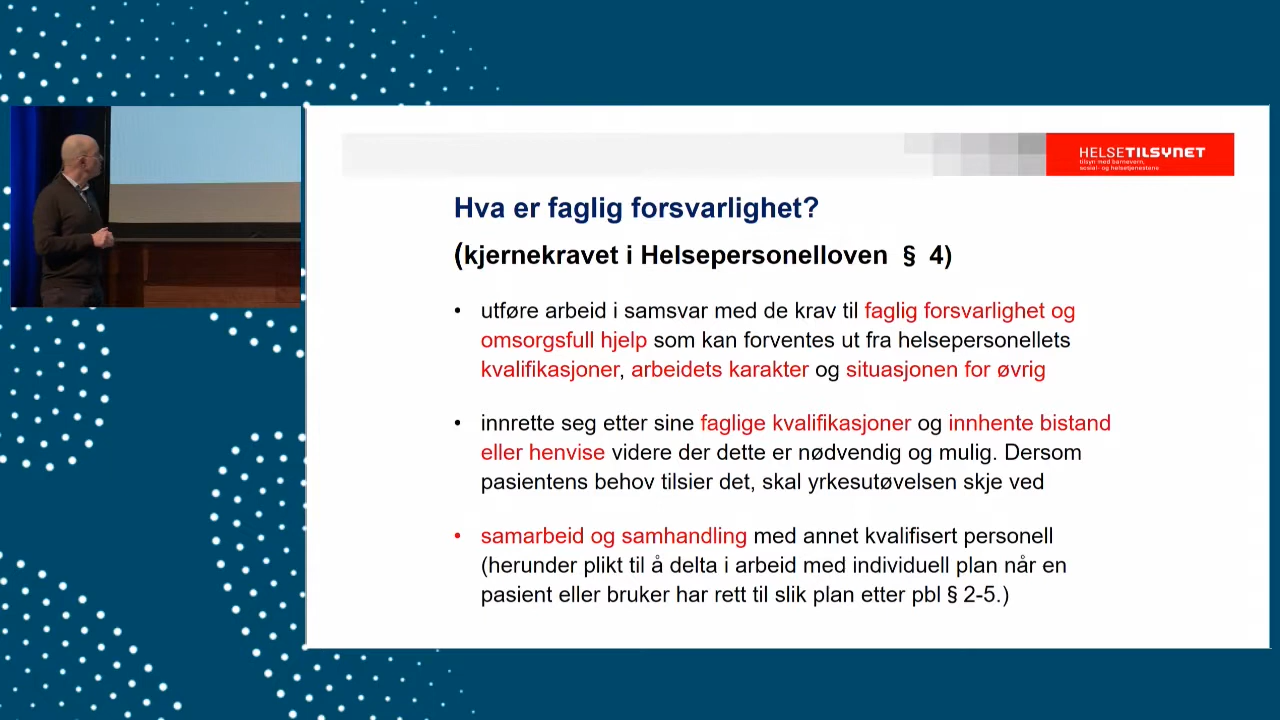 HELSETILSYNET
tilsyn med barnevern,
sosial- og helsetjenestene
Hva er faglig forsvarlighet?
(kjernekravet i Helsepersonelloven § 4)
• utføre arbeid i samsvar med de krav til faglig forsvarlighet og
omsorgsfull hjelp som kan forventes ut fra helsepersonellets
kvalifikasjoner, arbeidets karakter og situasjonen for øvrig
• innrette seg etter sine faglige kvalifikasjoner og innhente bistand
eller henvise videre der dette er nødvendig og mulig. Dersom
pasientens behov tilsier det, skal yrkesutøvelsen skje ved
• samarbeid og samhandling med annet kvalifisert personell
(herunder plikt til å delta i arbeid med individuell plan når en
pasient eller bruker har rett til slik plan etter pbl § 2-5.)